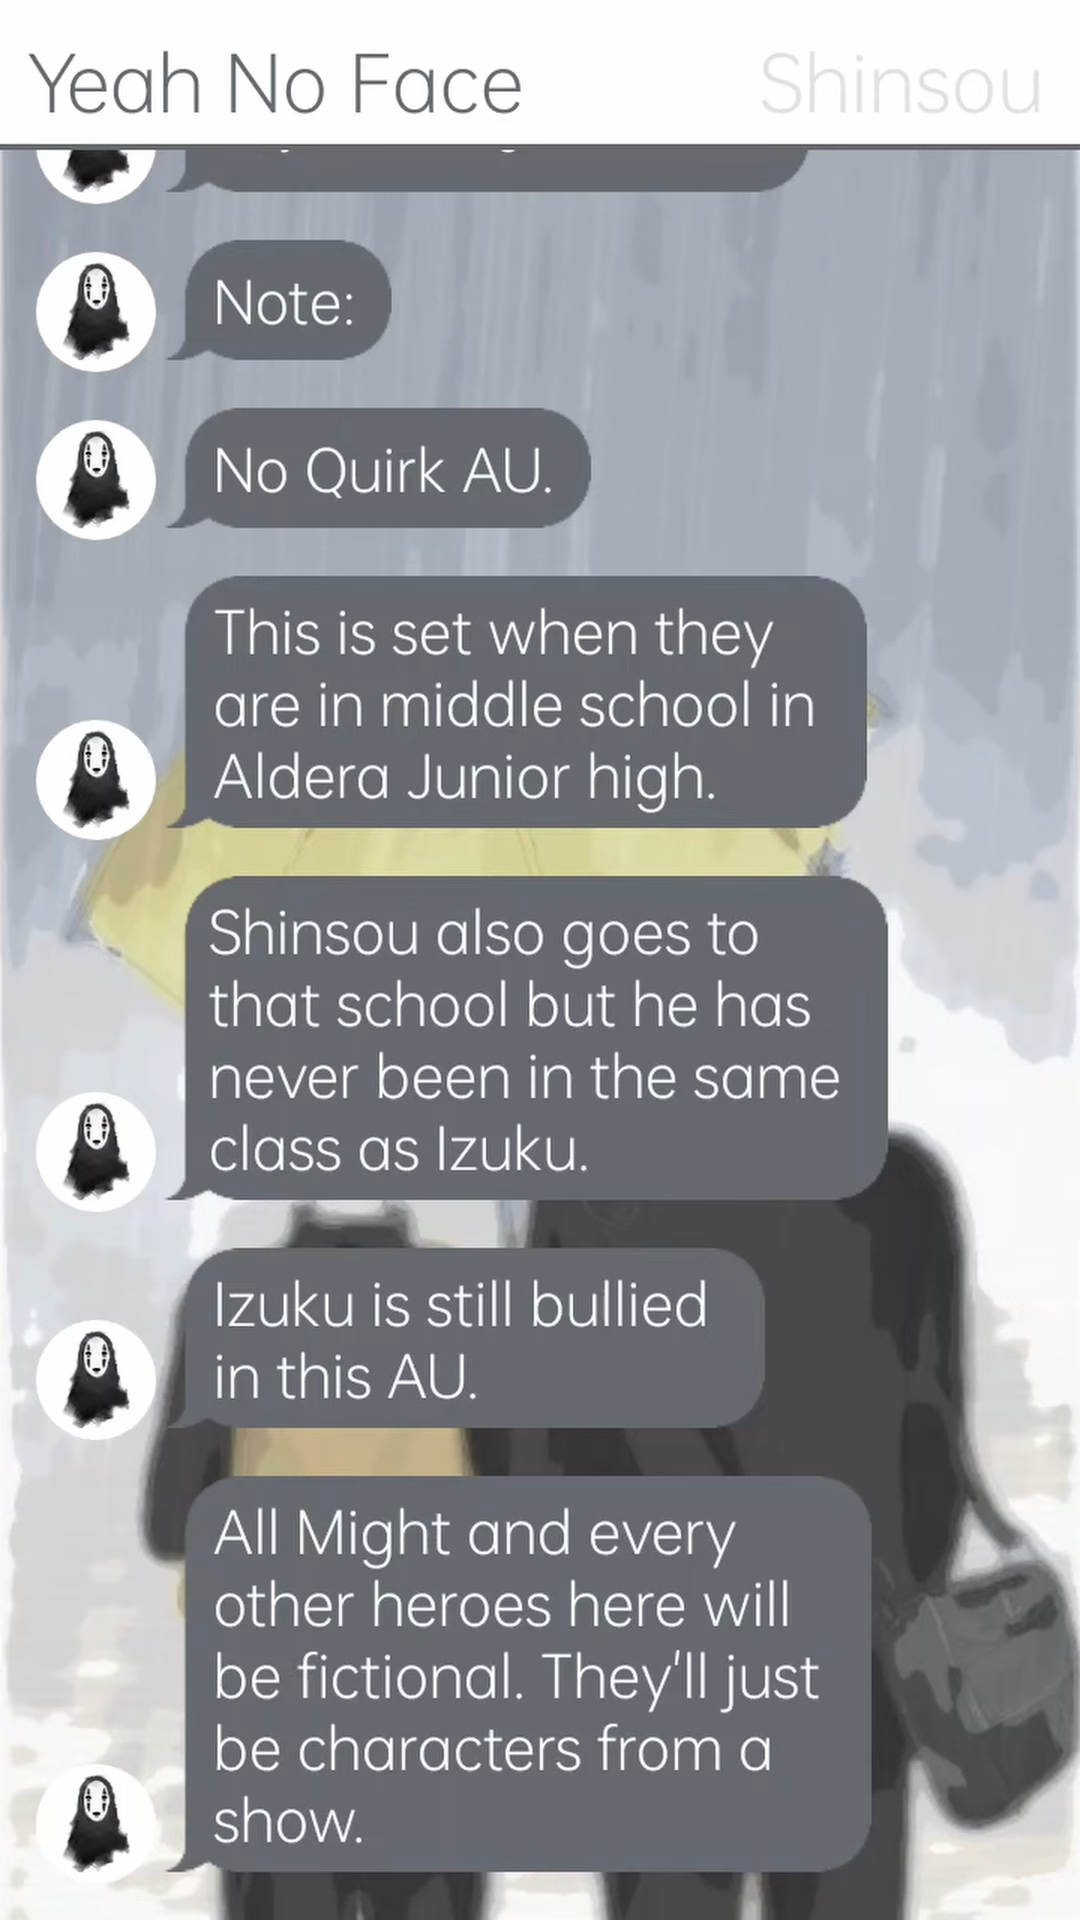 Yeah No Face
Shinsou
Note:
No Quirk AU.
This is set when they
are in middle school in
Aldera Junior high.
Shinsou also goes to
that school but he has
never been in the same
class as Izuku.
Izuku is still bullied
in this AU.
All Might and every
other heroes here will
be fictional. They'll just
be characters from a
show.